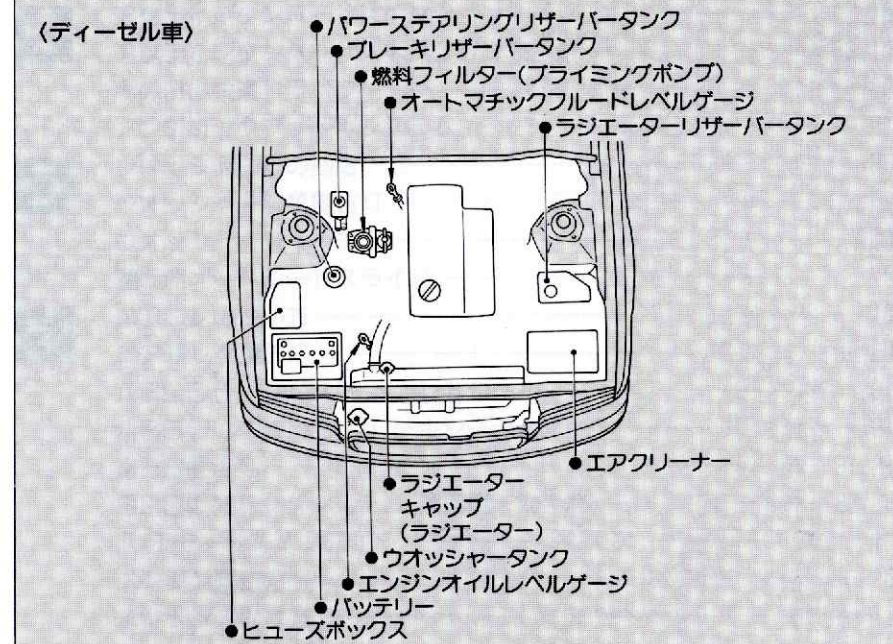 〈ディーゼル車〉
●パワーステアリングリザーバータンク
●ブレーキリザーバータンク
●燃料フィルター(プライミングポンプ)
●オートマチックフルードレベルゲージ
●ラジエーターリザーバータンク
●エアクリーナー
●ラジエーター
キャップ
(ラジエーター)
●ウオッシャータンク
●エンジンオイルレベルゲージ
●バッテリー
●ヒューズボックス